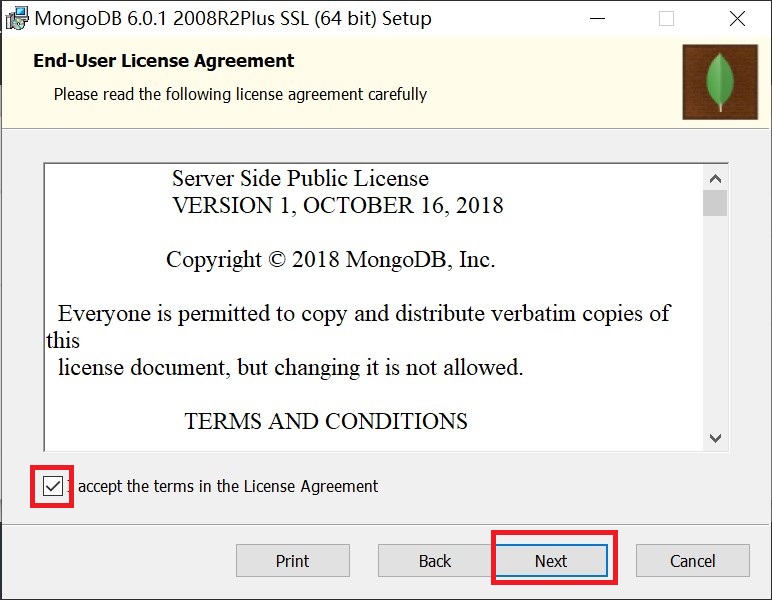 MongoDB 6.0.1 2008R2Plus SSL (64 bit) Setup
End-User License Agreement
Please read the following license agreement carefully
Server Side Public License
VERSION 1, OCTOBER 16, 2018
Copyright © 2018 MongoDB, Inc.
Everyone is permitted to copy and distribute verbatim copies of
this
license document, but changing it is not allowed.
TERMS AND CONDITIONS
I accept the terms in the License Agreement
Print
Back
Next
Cancel